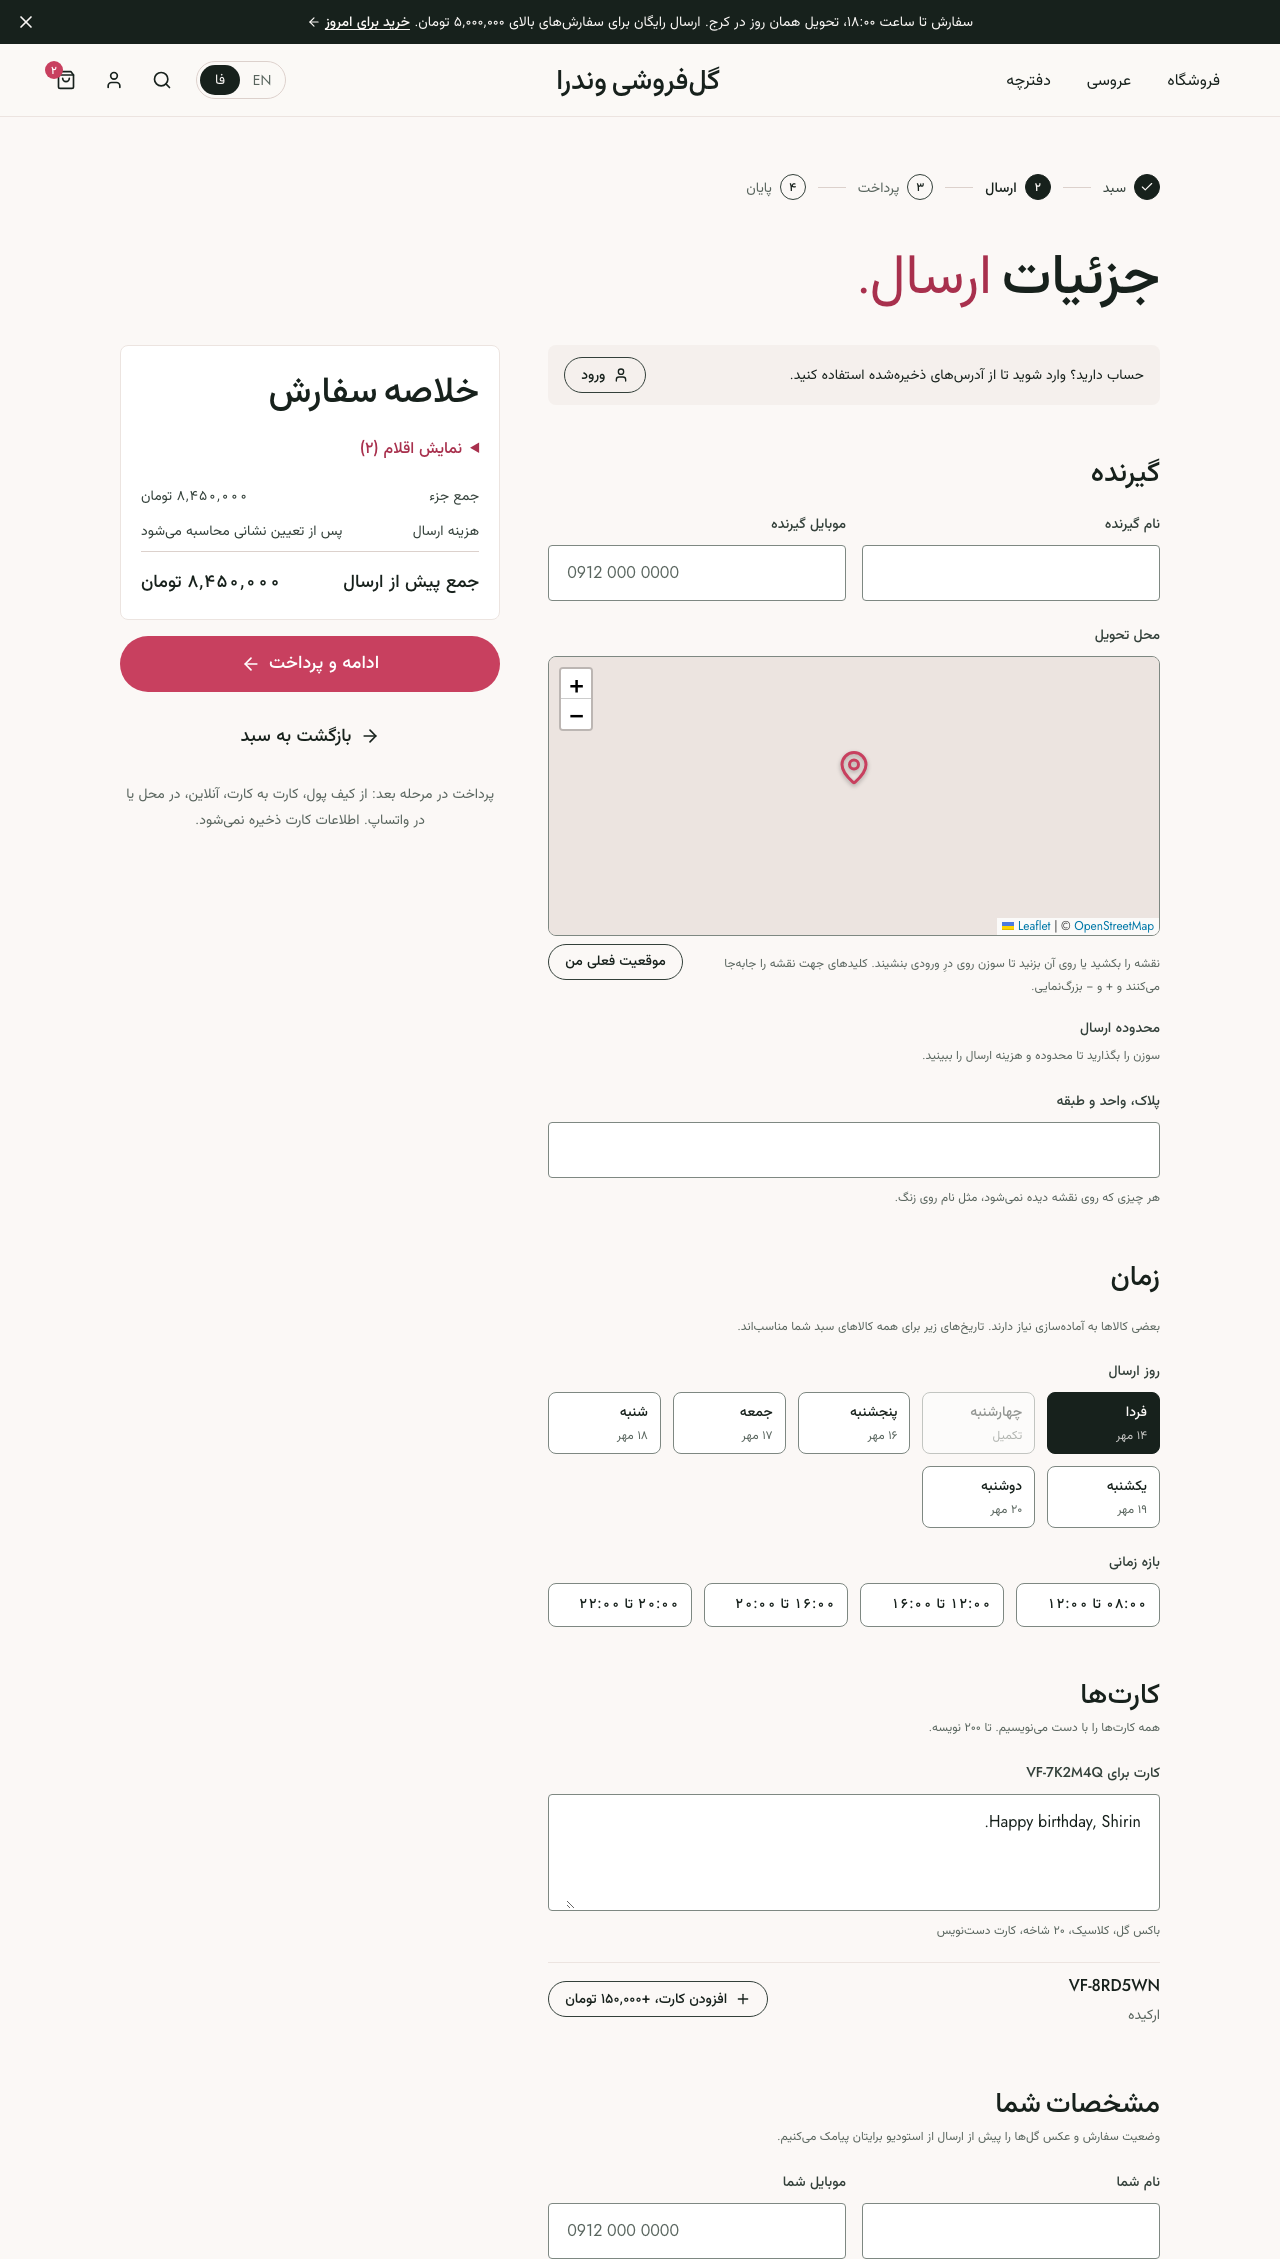 سفارش تا ساعت ۱۸:۰۰، تحویل همان روز در کرج. ارسال رایگان برای سفارش‌های بالای ۵,۰۰۰,۰۰۰ تومان. خرید برای امروز ←
فروشگاه
عروسی
دفترچه
گل‌فروشی وندرا
EN
فا
۲
سبد
۲ ارسال
۳ پرداخت
۴ پایان
جزئیات ارسال.
حساب دارید؟ وارد شوید تا از آدرس‌های ذخیره‌شده استفاده کنید.
ورود
گیرنده
نام گیرنده
موبایل گیرنده
0912 000 0000
محل تحویل
+
−
Leaflet | © OpenStreetMap
نقشه را بکشید یا روی آن بزنید تا سوزن روی درِ ورودی بنشیند. کلیدهای جهت نقشه را جابه‌جا
می‌کنند و + و − بزرگ‌نمایی.
موقعیت فعلی من
محدوده ارسال
سوزن را بگذارید تا محدوده و هزینه ارسال را ببینید.
پلاک، واحد و طبقه
هر چیزی که روی نقشه دیده نمی‌شود، مثل نام روی زنگ.
زمان
بعضی کالاها به آماده‌سازی نیاز دارند. تاریخ‌های زیر برای همه کالاهای سبد شما مناسب‌اند.
روز ارسال
فردا
۱۴ مهر
چهارشنبه
تکمیل
پنجشنبه
۱۶ مهر
جمعه
۱۷ مهر
شنبه
۱۸ مهر
یکشنبه
۱۹ مهر
دوشنبه
۲۰ مهر
بازه زمانی
۰۸:۰۰ تا ۱۲:۰۰
۱۲:۰۰ تا ۱۶:۰۰
۱۶:۰۰ تا ۲۰:۰۰
۲۰:۰۰ تا ۲۲:۰۰
کارت‌ها
همه کارت‌ها را با دست می‌نویسیم. تا ۲۰۰ نویسه.
کارت برای VF-7K2M4Q
Happy birthday, Shirin.
باکس گل، کلاسیک، ۲۰ شاخه، کارت دست‌نویس
VF-8RD5WN
ارکیده
افزودن کارت، +۱۵۰,۰۰۰ تومان
مشخصات شما
وضعیت سفارش و عکس گل‌ها را پیش از ارسال از استودیو برایتان پیامک می‌کنیم.
نام شما
موبایل شما
0912 000 0000
خلاصه سفارش
نمایش اقلام (۲)
جمع جزء
۸,۴۵۰,۰۰۰ تومان
هزینه ارسال
پس از تعیین نشانی محاسبه می‌شود
جمع پیش از ارسال
۸,۴۵۰,۰۰۰ تومان
ادامه و پرداخت ←
→ بازگشت به سبد
پرداخت در مرحله بعد: از کیف پول، کارت به کارت، آنلاین، در محل یا
در واتساپ. اطلاعات کارت ذخیره نمی‌شود.